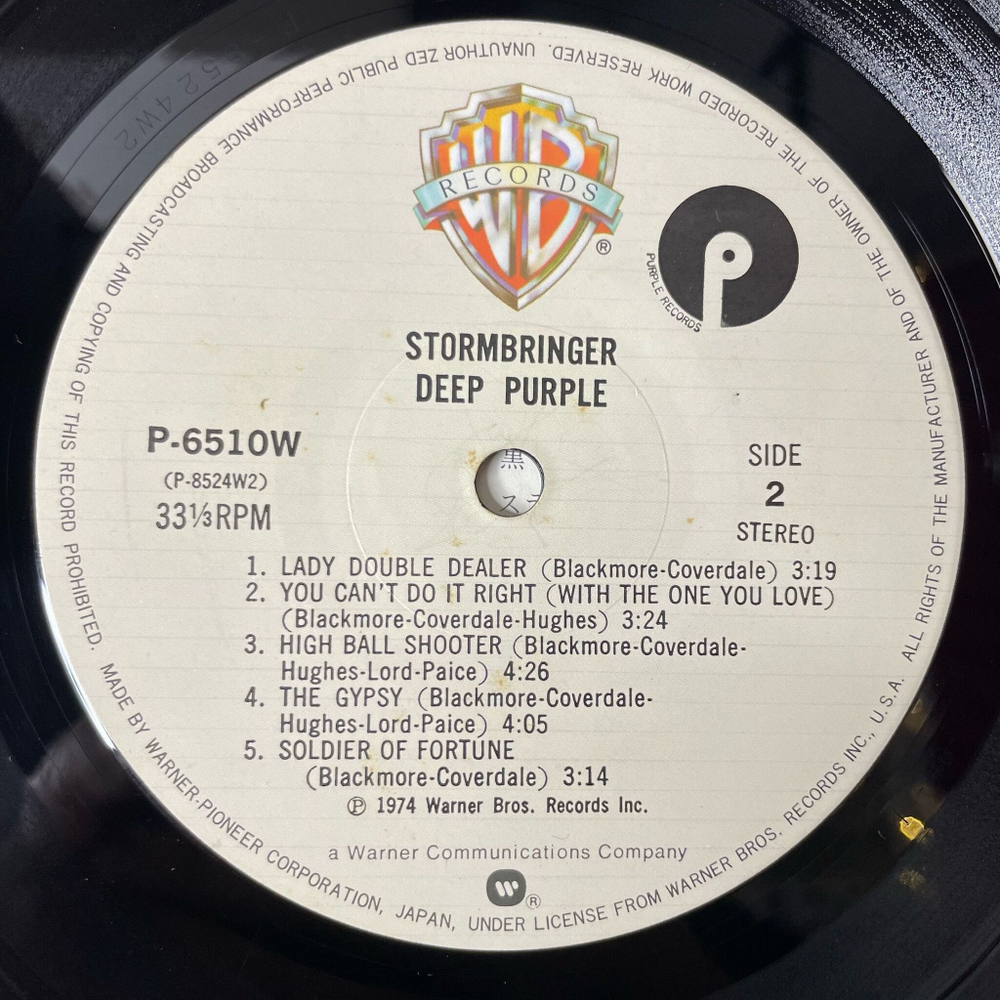 WB
RECORDS
®
P
PURPLE RECORDS
STORMBRINGER
DEEP PURPLE
P-6510W
(P-8524W2)
33⅓RPM
SIDE
2
STEREO
黒
ス
1. LADY DOUBLE DEALER (Blackmore-Coverdale) 3:19
2. YOU CAN'T DO IT RIGHT (WITH THE ONE YOU LOVE)
(Blackmore-Coverdale-Hughes) 3:24
3. HIGH BALL SHOOTER (Blackmore-Coverdale-
Hughes-Lord-Paice) 4:26
4. THE GYPSY (Blackmore-Coverdale-
Hughes-Lord-Paice) 4:05
5. SOLDIER OF FORTUNE
(Blackmore-Coverdale) 3:14
℗ 1974 Warner Bros. Records Inc.
a Warner Communications Company
W®
MADE BY WARNER-PIONEER CORPORATION, JAPAN, UNDER LICENSE FROM WARNER BROS. RECORDS INC., U.S.A. ALL RIGHTS OF THE MANUFACTURER AND OF THE OWNER OF THE RECORDED WORK RESERVED. UNAUTHOR ZED PUBLIC PERFORMANCE BROADCASTING AND COPYING OF THIS RECORD PROHIBITED.
524W2